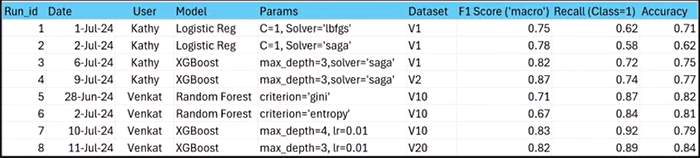 Run_id Date User Model Params Dataset F1 Score ('macro') Recall (Class=1) Accuracy
1 1-Jul-24 Kathy Logistic Reg C=1, Solver='lbfgs' V1 0.75 0.62 0.71
2 2-Jul-24 Kathy Logistic Reg C=1, Solver='saga' V1 0.78 0.58 0.62
3 6-Jul-24 Kathy XGBoost max_depth=3,solver='saga' V1 0.82 0.72 0.75
4 9-Jul-24 Kathy XGBoost max_depth=3,solver='saga' V2 0.87 0.74 0.77
5 28-Jun-24 Venkat Random Forest criterion='gini' V10 0.71 0.87 0.82
6 2-Jul-24 Venkat Random Forest criterion='entropy' V10 0.67 0.84 0.81
7 10-Jul-24 Venkat XGBoost max_depth=4, lr=0.01 V10 0.83 0.92 0.79
8 11-Jul-24 Venkat XGBoost max_depth=3, lr=0.01 V20 0.82 0.89 0.84